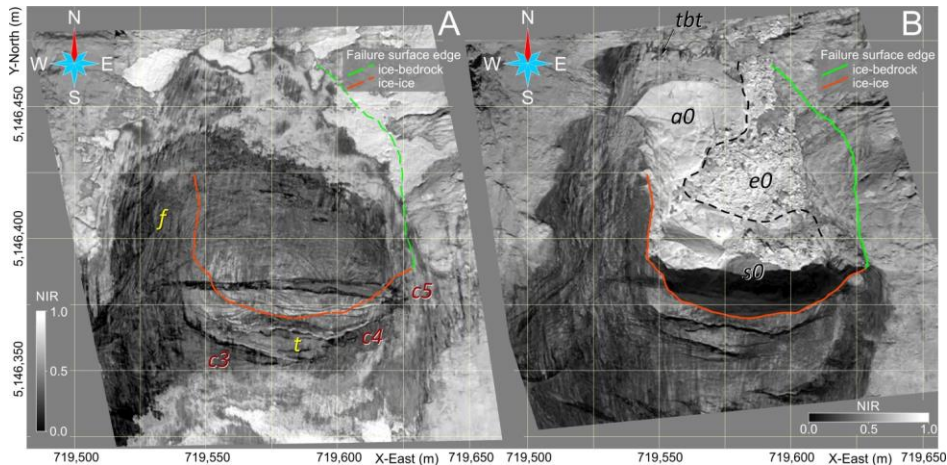 A
N
W E
S
Failure surface edge
ice-bedrock
ice-ice
f
c5
c4
c3
t
NIR
1.0
0.5
0.0
Y-North (m)
5,146,450
5,146,400
5,146,350
719,500 719,550 719,600 X-East (m) 719,650
B
tbt
N
W E
S
Failure surface edge
ice-bedrock
ice-ice
a0
e0
s0
NIR
0.0 0.5 1.0
719,500 719,550 X-East (m) 719,600 719,650